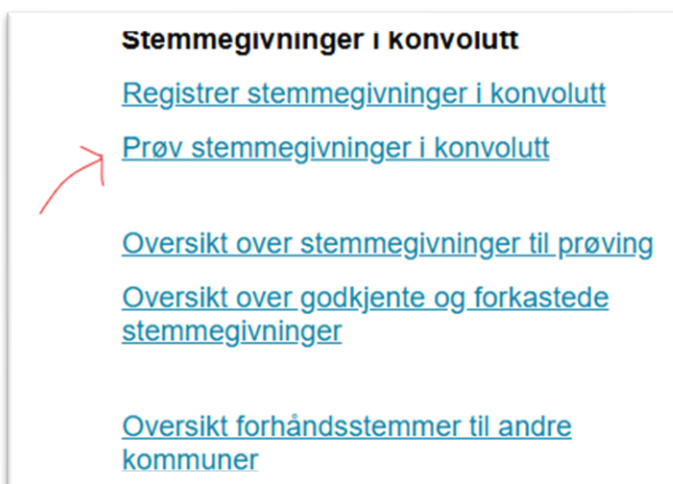 Stemmegivninger i konvolutt
Registrer stemmegivninger i konvolutt
Prøv stemmegivninger i konvolutt
Oversikt over stemmegivninger til prøving
Oversikt over godkjente og forkastede
stemmegivninger
Oversikt forhåndsstemmer til andre
kommuner